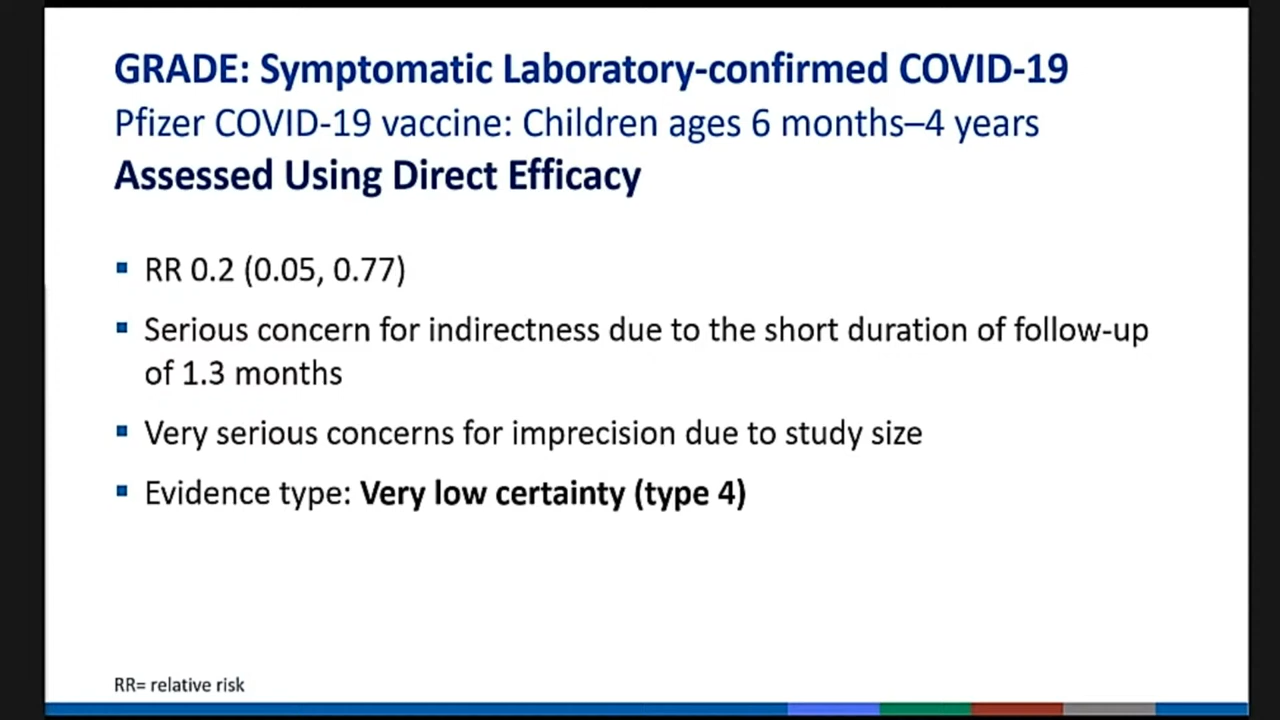 GRADE: Symptomatic Laboratory-confirmed COVID-19
Pfizer COVID-19 vaccine: Children ages 6 months–4 years
Assessed Using Direct Efficacy
▪ RR 0.2 (0.05, 0.77)
▪ Serious concern for indirectness due to the short duration of follow-up
of 1.3 months
▪ Very serious concerns for imprecision due to study size
▪ Evidence type: Very low certainty (type 4)
RR= relative risk